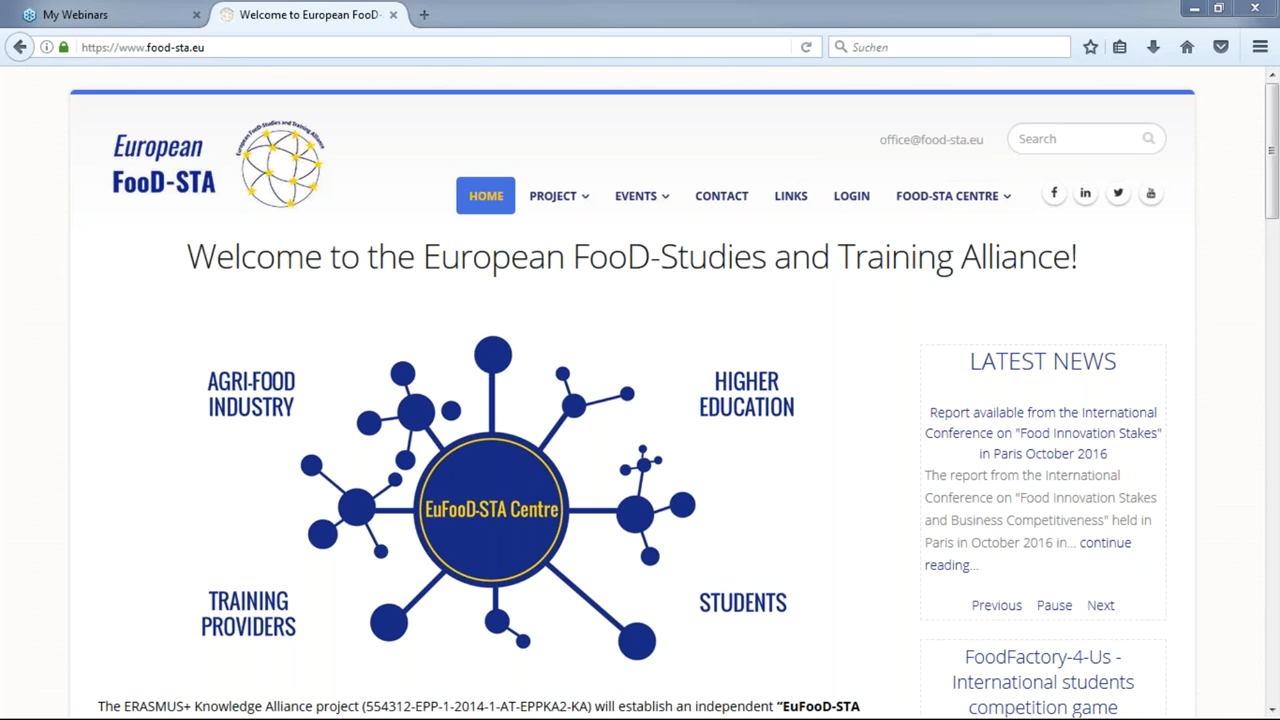 My Webinars
Welcome to European FooD-
https://www.food-sta.eu
Suchen
European
FooD-STA
European FooD-Studies and Training Alliance
office@food-sta.eu
Search
HOME
PROJECT
EVENTS
CONTACT
LINKS
LOGIN
FOOD-STA CENTRE
Welcome to the European FooD-Studies and Training Alliance!
AGRI-FOOD
INDUSTRY
HIGHER
EDUCATION
EuFooD-STA Centre
TRAINING
PROVIDERS
STUDENTS
LATEST NEWS
Report available from the International
Conference on "Food Innovation Stakes"
in Paris October 2016
The report from the International
Conference on "Food Innovation Stakes
and Business Competitiveness" held in
Paris in October 2016 in... continue
reading...
Previous Pause Next
FoodFactory-4-Us -
International students
competition game
The ERASMUS+ Knowledge Alliance project (554312-EPP-1-2014-1-AT-EPPKA2-KA) will establish an independent “EuFooD-STA